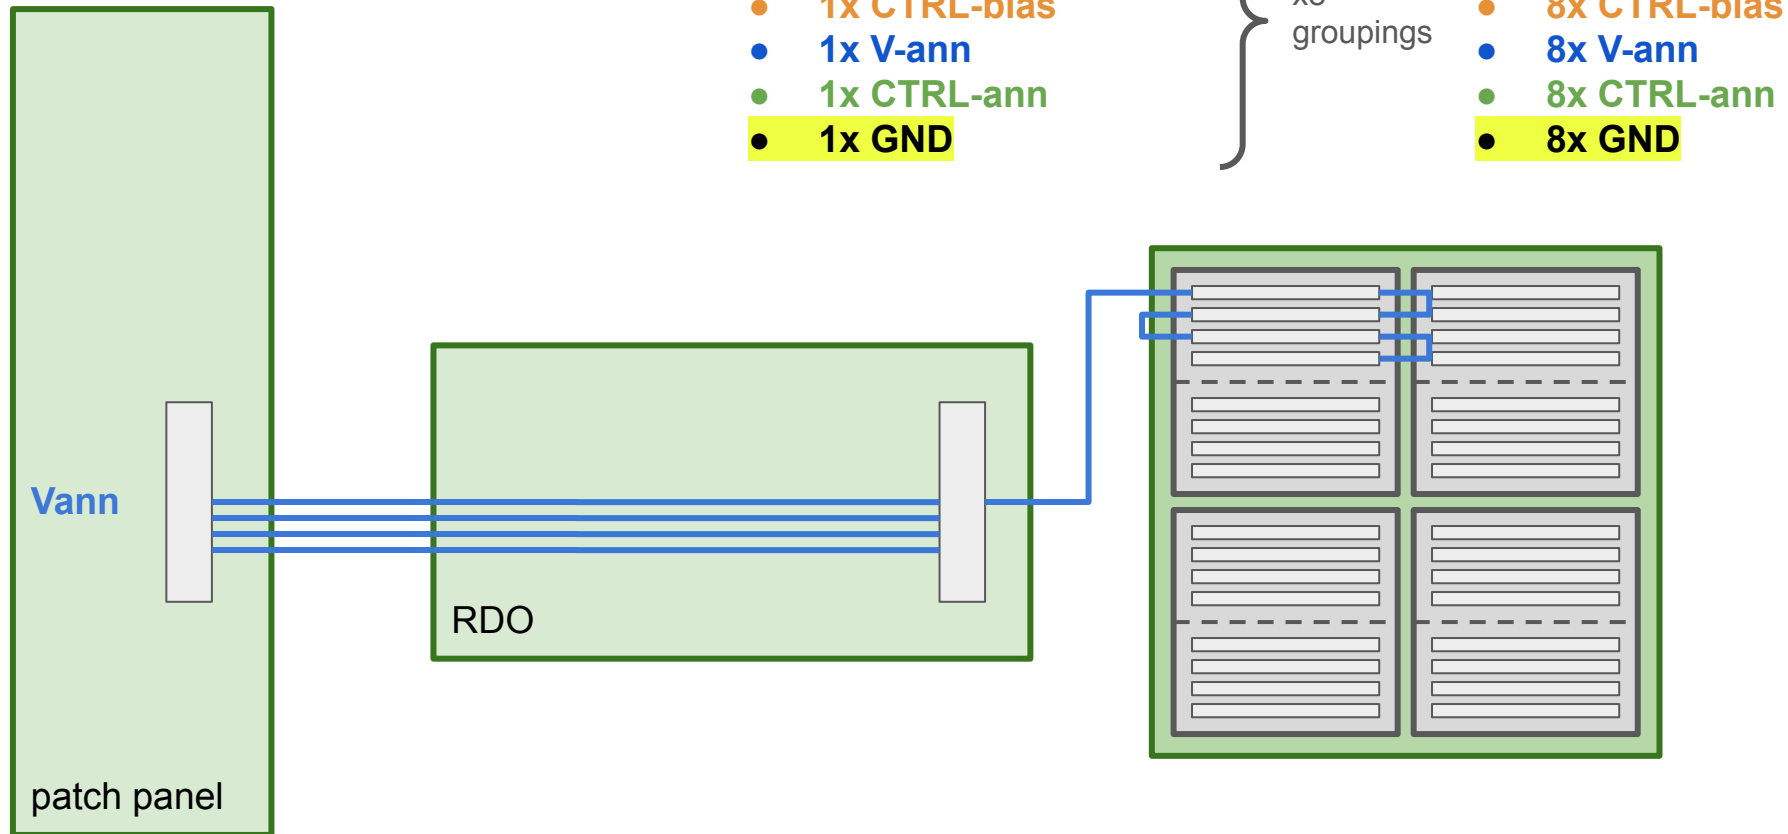 ● 1x CTRL-bias
● 1x V-ann
● 1x CTRL-ann
● 1x GND
x8
groupings
● 8x CTRL-bias
● 8x V-ann
● 8x CTRL-ann
● 8x GND
Vann
RDO
patch panel